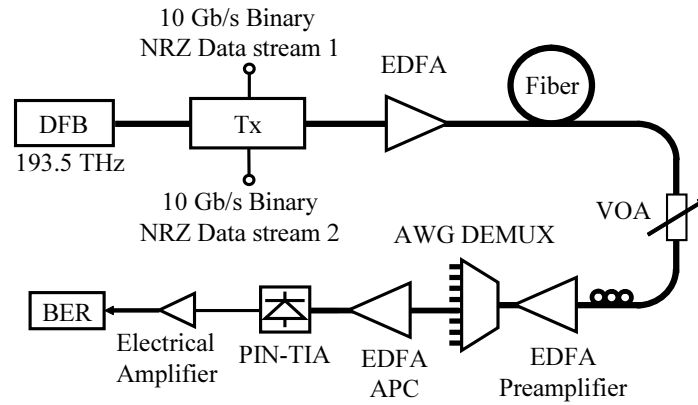 10 Gb/s Binary
NRZ Data stream 1
EDFA
Fiber
DFB
Tx
193.5 THz
10 Gb/s Binary
NRZ Data stream 2
VOA
AWG DEMUX
BER
Electrical
Amplifier
PIN-TIA
EDFA
APC
EDFA
Preamplifier